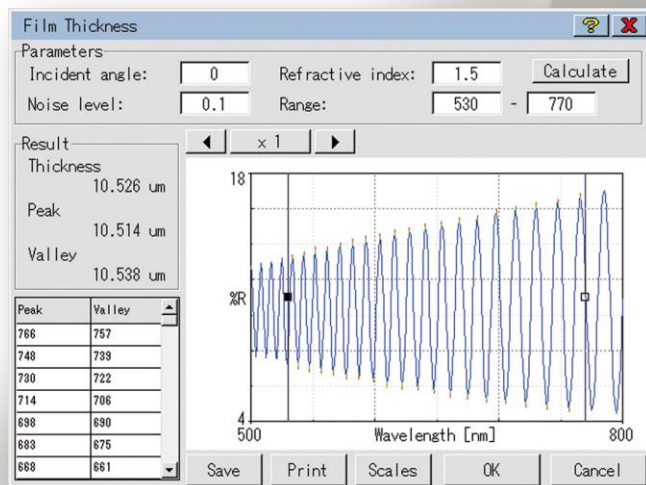 Film Thickness
Parameters
Incident angle: 0 Refractive index: 1.5 Calculate
Noise level: 0.1 Range: 530 - 770
Result
Thickness
10.526 um
Peak
10.514 um
Valley
10.538 um
x 1
18
%R
4
500 Wavelength [nm] 800
Peak Valley
766 757
748 739
730 722
714 706
698 690
683 675
668 661
Save Print Scales OK Cancel